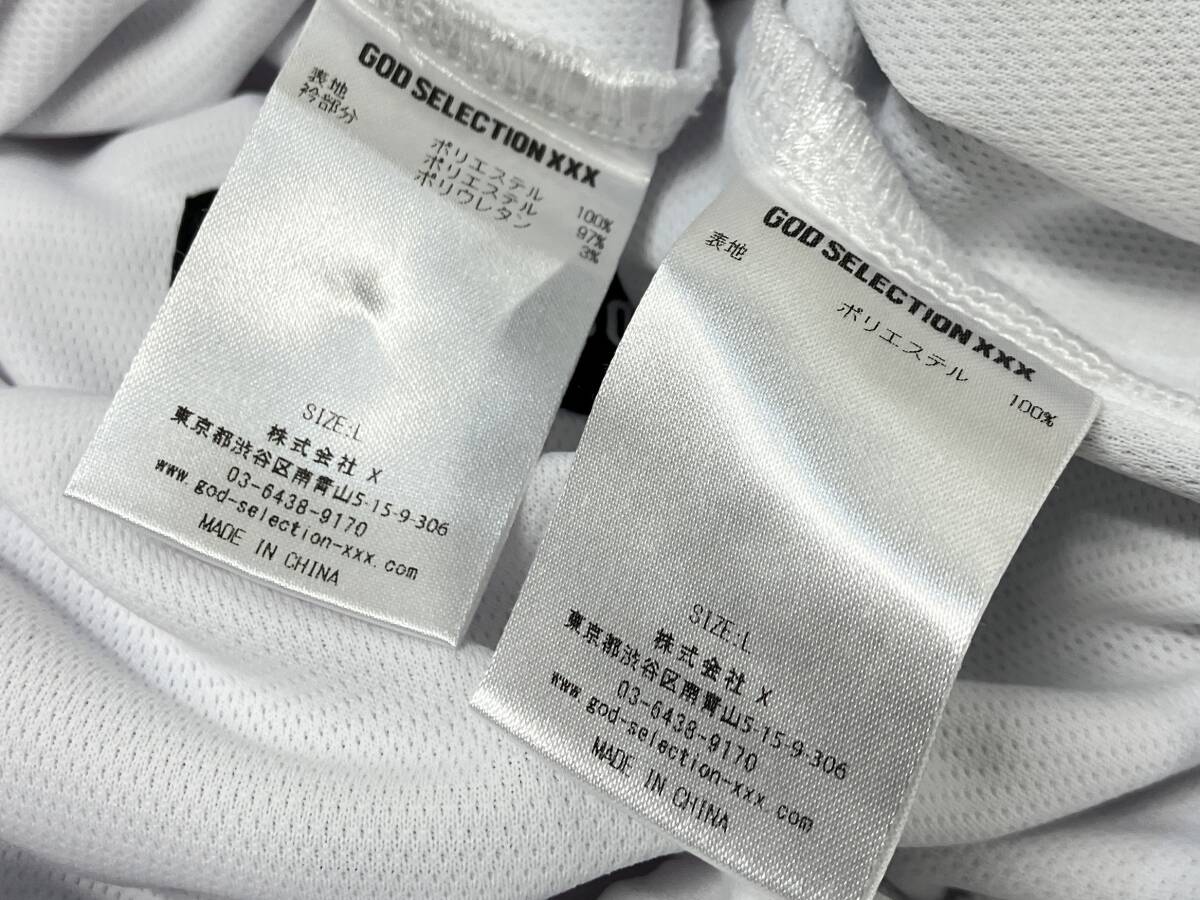 GOD SELECTION XXX
表地
衿部分
ポリエステル 100%
ポリエステル 97%
ポリウレタン 3%
SIZE:L
株式会社 X
東京都渋谷区南青山5-15-9-306
03-6438-9170
www.god-selection-xxx.com
MADE IN CHINA
GOD SELECTION XXX
表地
ポリエステル 100%
SIZE:L
株式会社 X
東京都渋谷区南青山5-15-9-306
03-6438-9170
www.god-selection-xxx.com
MADE IN CHINA